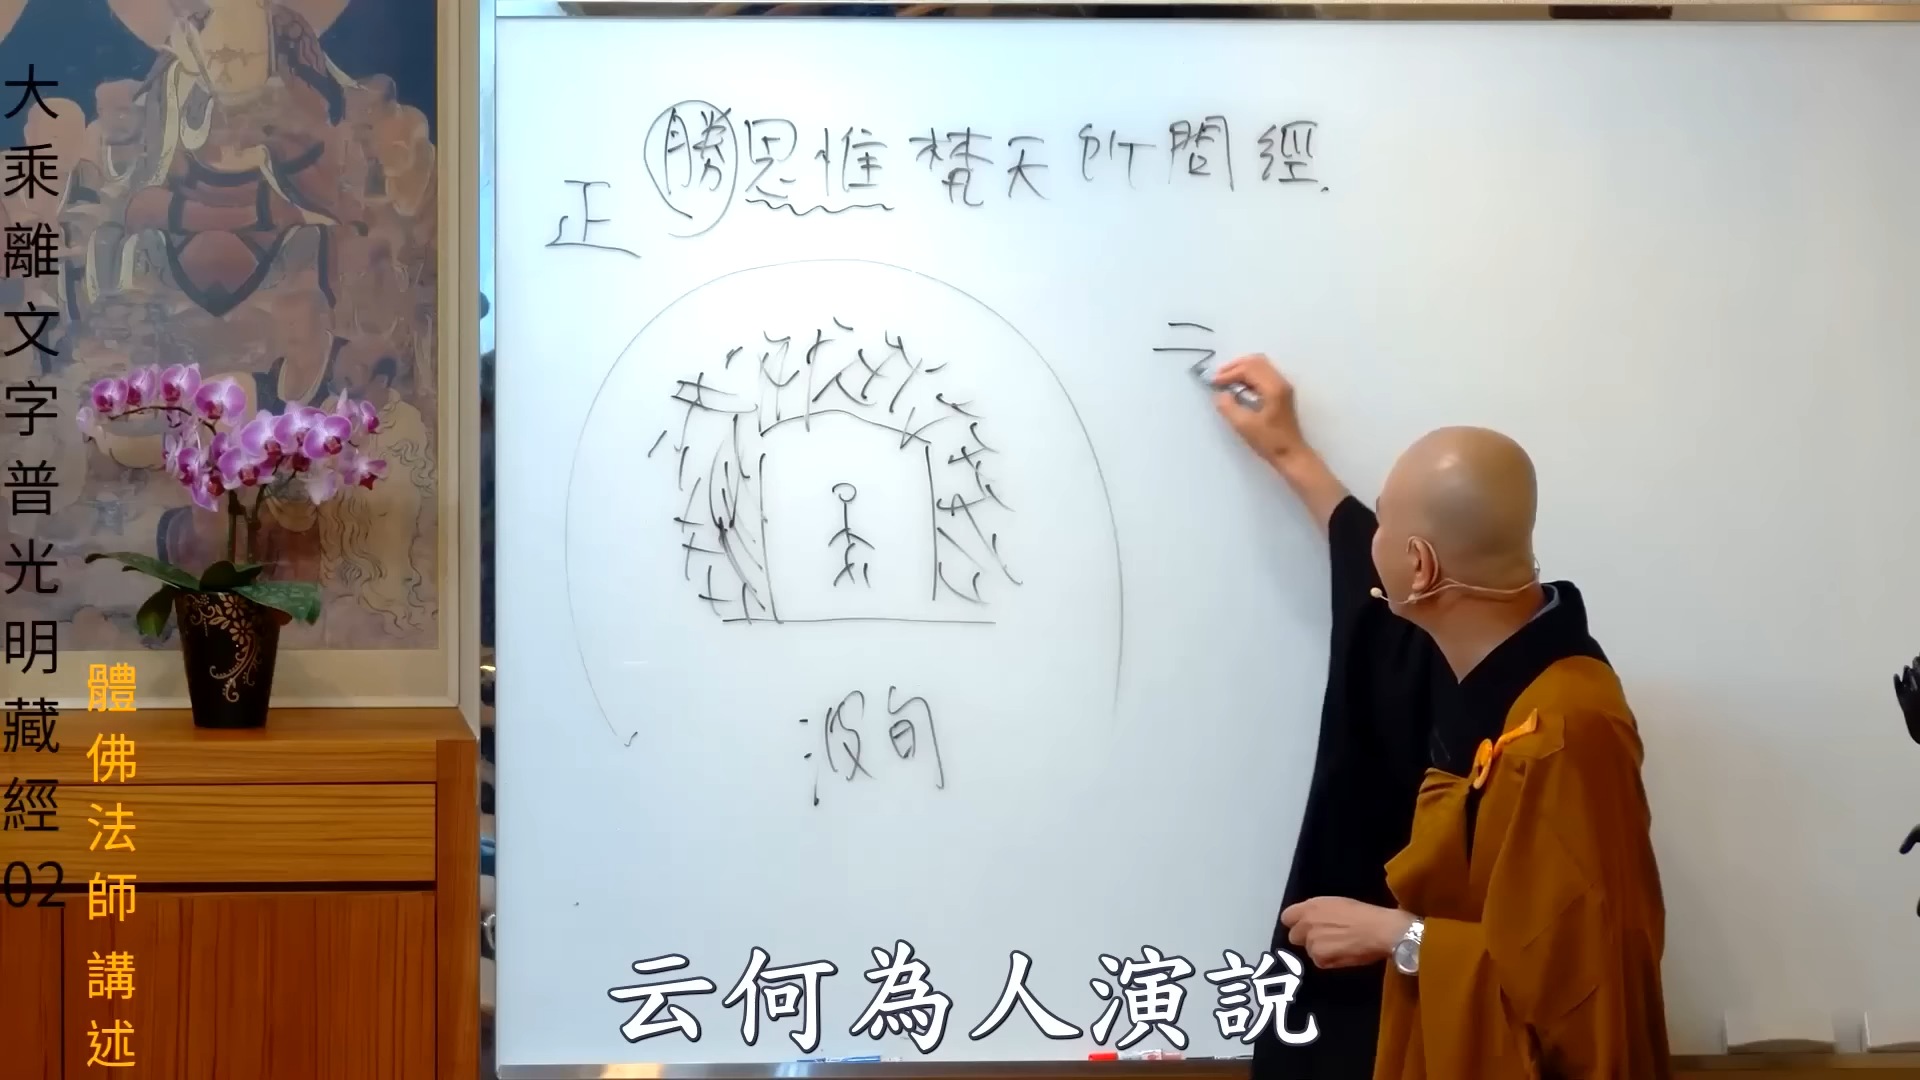 大乘離文字普光明藏經02
體佛法師講述
勝思惟梵天所問經.
正
云
波旬
云何為人演說